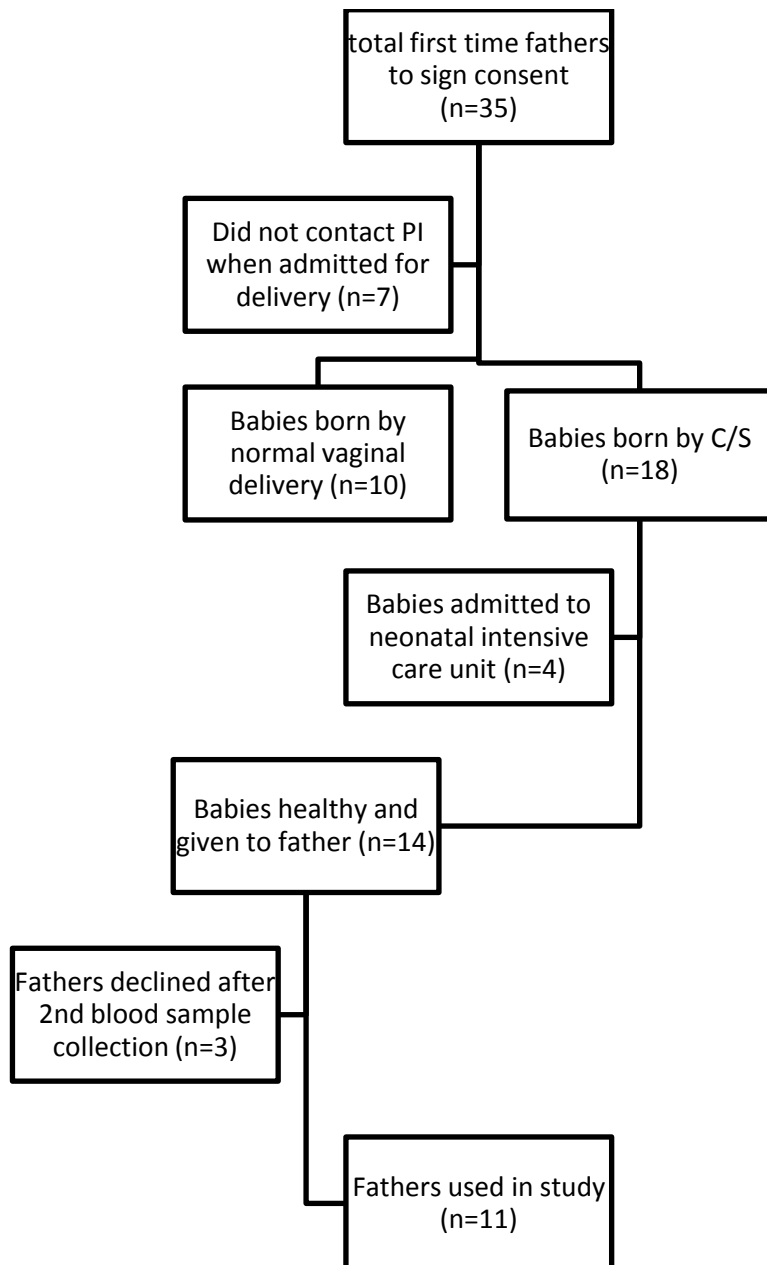 total first time fathers
to sign consent
(n=35)
Did not contact PI
when admitted for
delivery (n=7)
Babies born by
normal vaginal
delivery (n=10)
Babies born by C/S
(n=18)
Babies admitted to
neonatal intensive
care unit (n=4)
Babies healthy and
given to father (n=14)
Fathers declined after
2nd blood sample
collection (n=3)
Fathers used in study
(n=11)